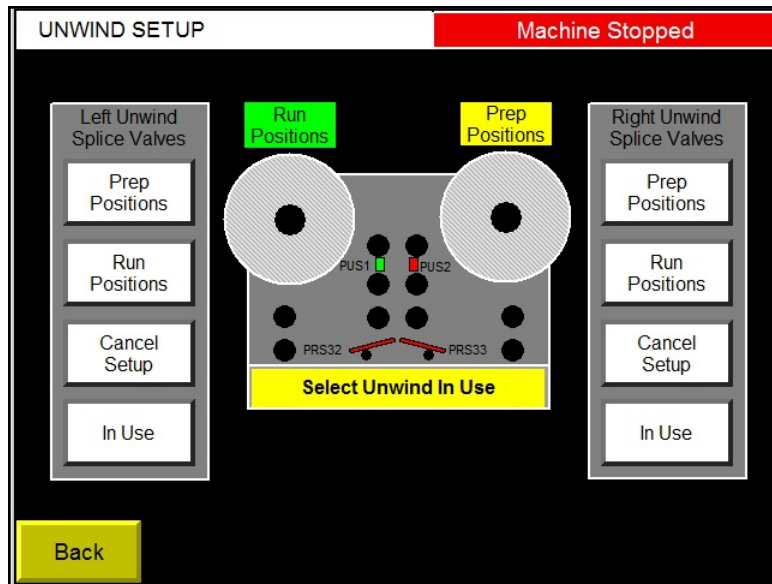 UNWIND SETUP
Machine Stopped
Left Unwind
Splice Valves
Prep
Positions
Run
Positions
Cancel
Setup
In Use
Run
Positions
Prep
Positions
PUS1
PUS2
PRS32
PRS33
Select Unwind In Use
Right Unwind
Splice Valves
Prep
Positions
Run
Positions
Cancel
Setup
In Use
Back